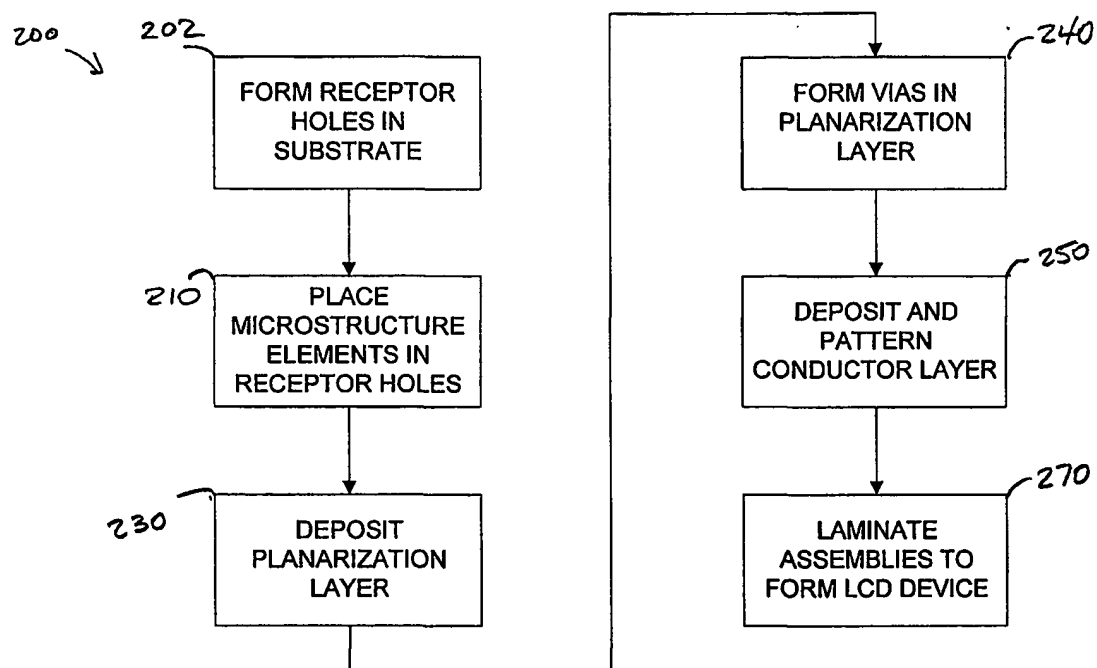 200
202
FORM RECEPTOR
HOLES IN
SUBSTRATE
210
PLACE
MICROSTRUCTURE
ELEMENTS IN
RECEPTOR HOLES
230
DEPOSIT
PLANARIZATION
LAYER
240
FORM VIAS IN
PLANARIZATION
LAYER
250
DEPOSIT AND
PATTERN
CONDUCTOR LAYER
270
LAMINATE
ASSEMBLIES TO
FORM LCD DEVICE